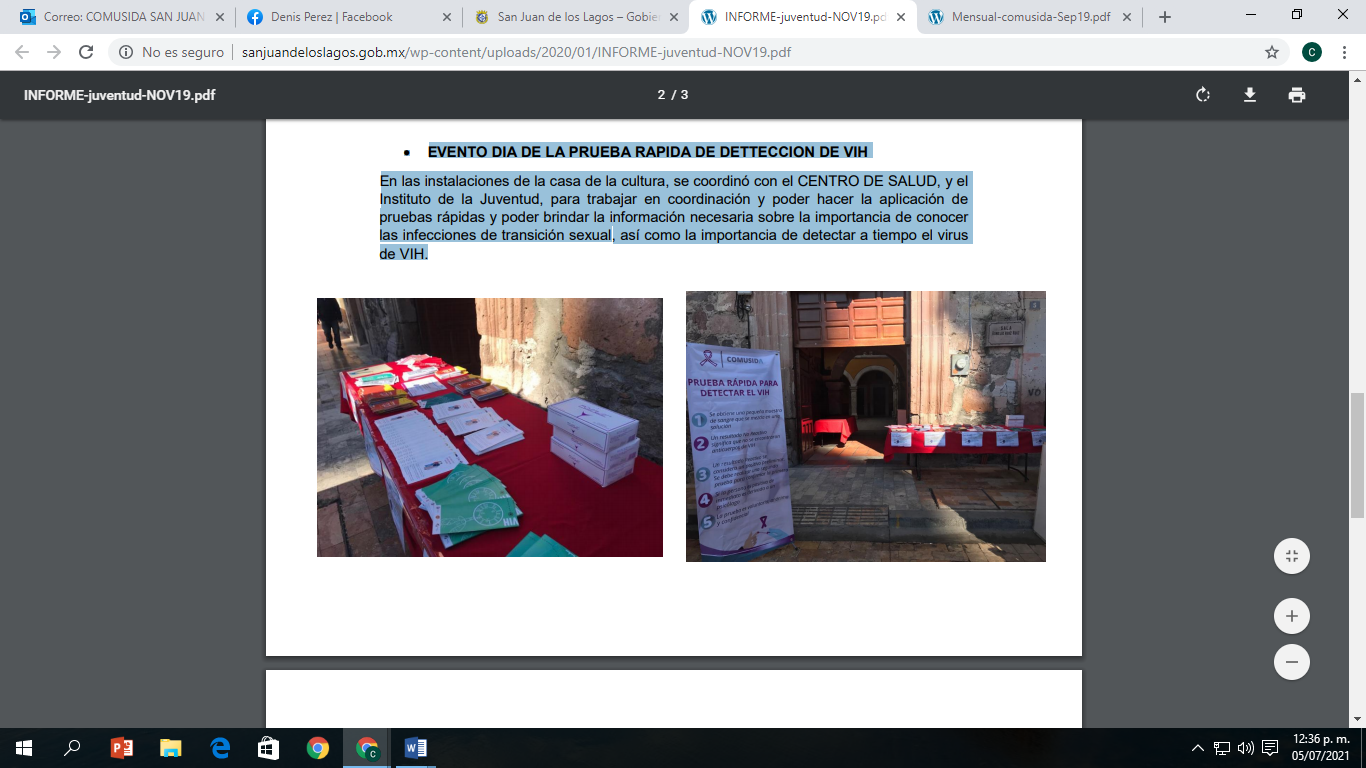 Correo: COMUSIDA SAN JUAN
Denis Perez | Facebook
San Juan de los Lagos – Gobie
INFORME-juventud-NOV19.pd
Mensual-comusida-Sep19.pdf
No es seguro
sanjuandeloslagos.gob.mx/wp-content/uploads/2020/01/INFORME-juventud-NOV19.pdf
C
INFORME-juventud-NOV19.pdf
2 / 3
• EVENTO DIA DE LA PRUEBA RAPIDA DE DETTECCION DE VIH
En las instalaciones de la casa de la cultura, se coordinó con el CENTRO DE SALUD, y el
Instituto de la Juventud, para trabajar en coordinación y poder hacer la aplicación de
pruebas rápidas y poder brindar la información necesaria sobre la importancia de conocer
las infecciones de transición sexual, así como la importancia de detectar a tiempo el virus
de VIH.
COMUSIDA
PRUEBA RÁPIDA PARA
DETECTAR EL VIH
1
2
3
4
5
12:36 p. m.
05/07/2021